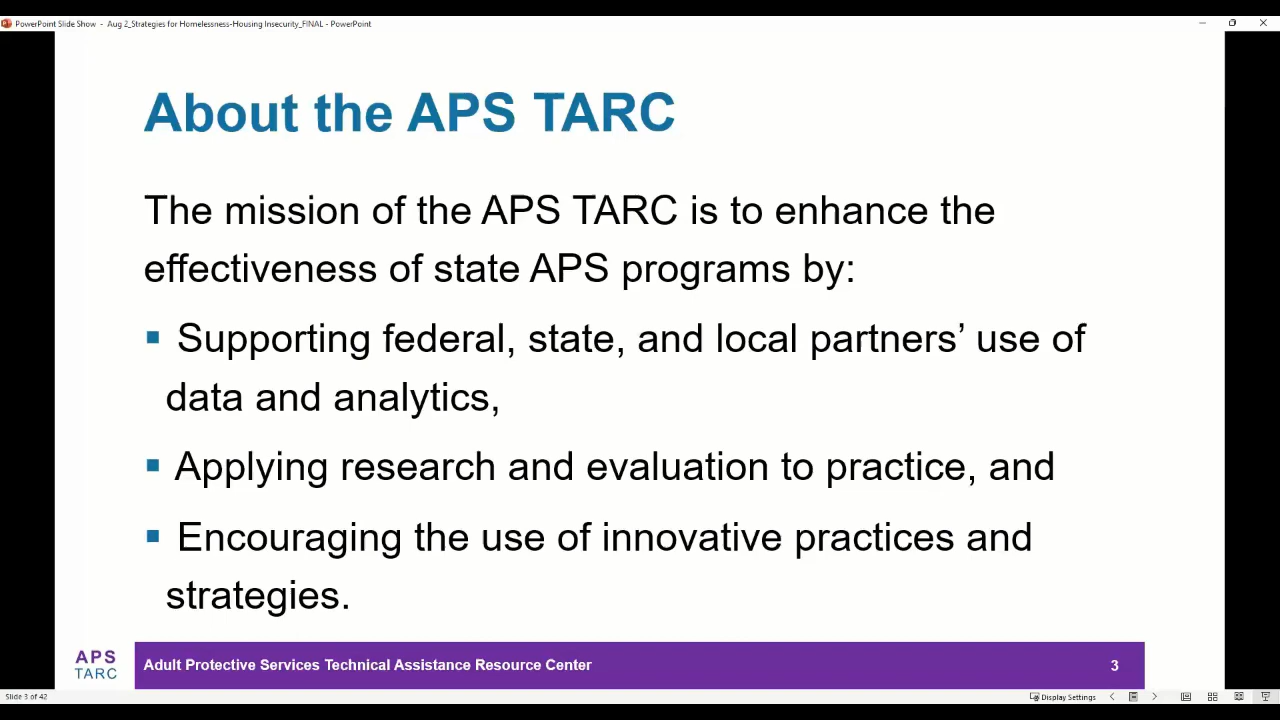 PowerPoint Slide Show - Aug 2_Strategies for Homelessness-Housing Insecurity_FINAL - PowerPoint
About the APS TARC
The mission of the APS TARC is to enhance the
effectiveness of state APS programs by:
Supporting federal, state, and local partners’ use of
data and analytics,
Applying research and evaluation to practice, and
Encouraging the use of innovative practices and
strategies.
APS
TARC
Adult Protective Services Technical Assistance Resource Center
3
Slide 3 of 42
Display Settings